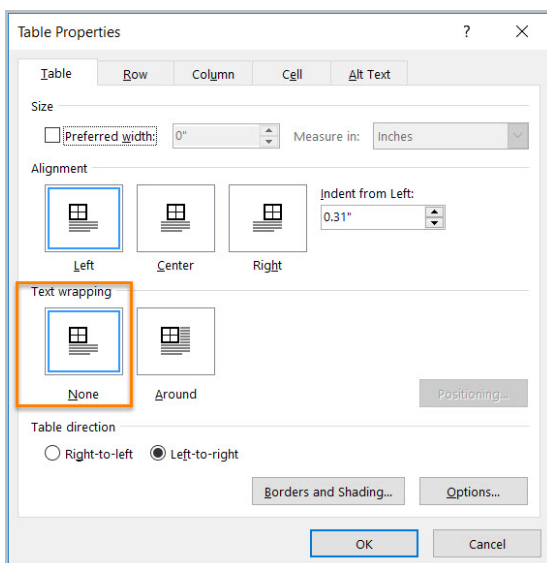 Table Properties ? ×
Table Row Column Cell Alt Text
Size
Preferred width: 0" Measure in: Inches
Alignment
Indent from Left:
0.31"
Left Center Right
Text wrapping
None Around Positioning...
Table direction
Right-to-left Left-to-right
Borders and Shading... Options...
OK Cancel